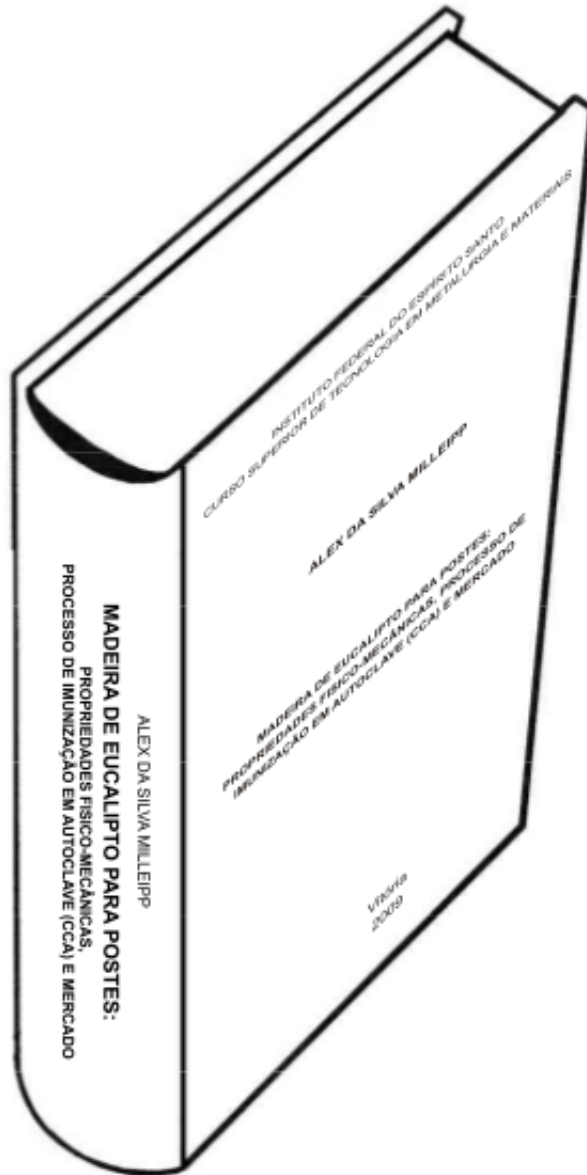 INSTITUTO FEDERAL DO ESPÍRITO SANTO
CURSO SUPERIOR DE TECNOLOGIA EM METALURGIA E MATERIAIS
ALEX DA SILVA MILLEIPP
MADEIRA DE EUCALIPTO PARA POSTES:
PROPRIEDADES FISICO-MECÂNICAS, PROCESSO DE
IMUNIZAÇÃO EM AUTOCLAVE (CCA) E MERCADO
Vitória
2009
ALEX DA SILVA MILLEIPP
MADEIRA DE EUCALIPTO PARA POSTES:
PROPRIEDADES FISICO-MECÂNICAS,
PROCESSO DE IMUNIZAÇÃO EM AUTOCLAVE (CCA) E MERCADO